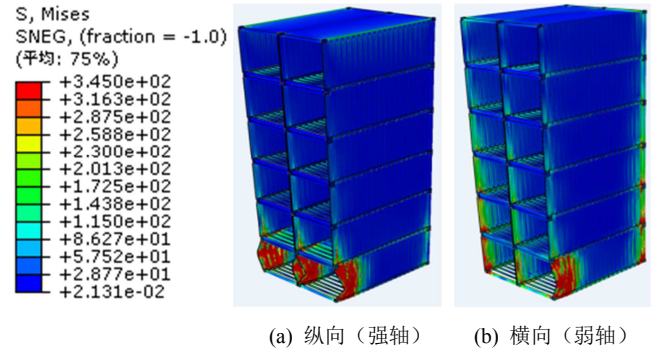 S, Mises
SNEG, (fraction = -1.0)
(平均: 75%)
+3.450e+02
+3.163e+02
+2.875e+02
+2.588e+02
+2.300e+02
+2.013e+02
+1.725e+02
+1.438e+02
+1.150e+02
+8.627e+01
+5.752e+01
+2.877e+01
+2.131e-02
(a) 纵向（强轴）
(b) 横向（弱轴）